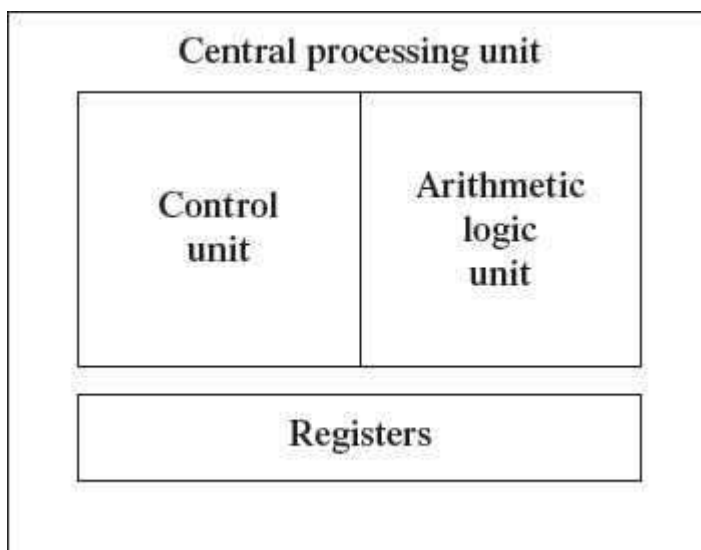 Central processing unit
Control
unit
Arithmetic
logic
unit
Registers